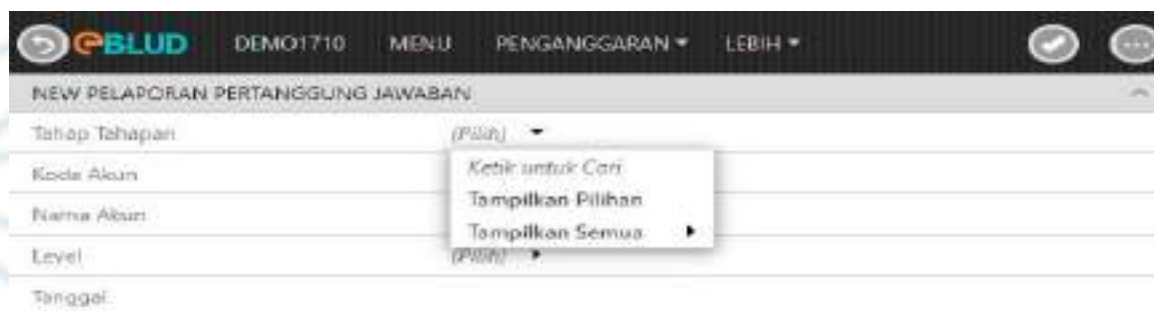 eBLUD DEMO1710 MENU PENGANGGARAN LEBIH
NEW PELAPORAN PERTANGGUNG JAWABAN
Tahap Tahapan (Pilih)
Ketik untuk Cari
Kode Akun
Tampilkan Pilihan
Nama Akun
Tampilkan Semua
Level (Pilih)
Tanggal